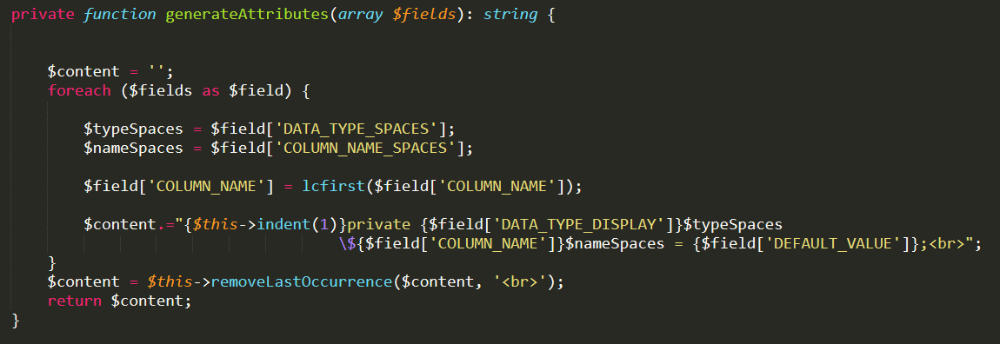 private function generateAttributes(array $fields): string {
$content = '';
foreach ($fields as $field) {
$typeSpaces = $field['DATA_TYPE_SPACES'];
$nameSpaces = $field['COLUMN_NAME_SPACES'];
$field['COLUMN_NAME'] = lcfirst($field['COLUMN_NAME']);
$content.="{$this->indent(1)}private {$field['DATA_TYPE_DISPLAY']}$typeSpaces
\${$field['COLUMN_NAME']}$nameSpaces = {$field['DEFAULT_VALUE']};<br>";
}
$content = $this->removeLastOccurrence($content, '<br>');
return $content;
}